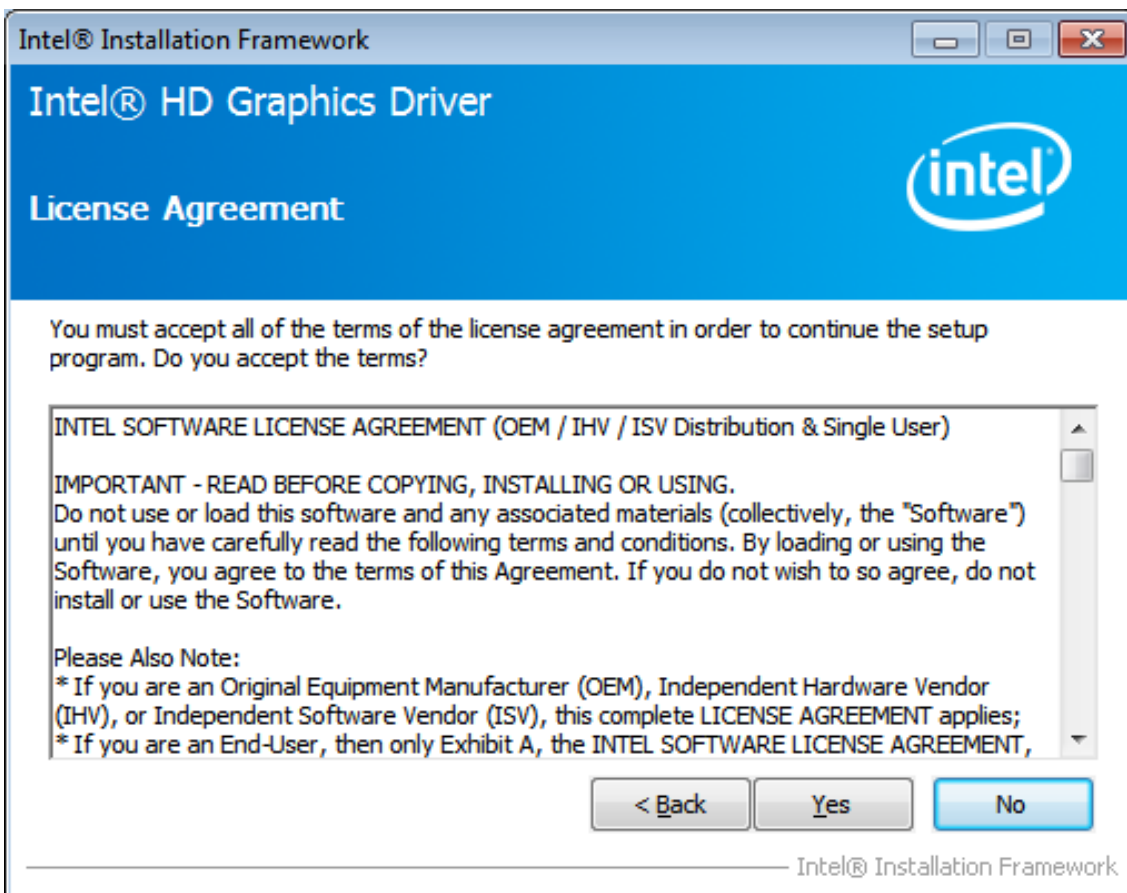 Intel® Installation Framework
Intel® HD Graphics Driver
intel
License Agreement
You must accept all of the terms of the license agreement in order to continue the setup
program. Do you accept the terms?
INTEL SOFTWARE LICENSE AGREEMENT (OEM / IHV / ISV Distribution & Single User)
IMPORTANT - READ BEFORE COPYING, INSTALLING OR USING.
Do not use or load this software and any associated materials (collectively, the "Software")
until you have carefully read the following terms and conditions. By loading or using the
Software, you agree to the terms of this Agreement. If you do not wish to so agree, do not
install or use the Software.
Please Also Note:
* If you are an Original Equipment Manufacturer (OEM), Independent Hardware Vendor
(IHV), or Independent Software Vendor (ISV), this complete LICENSE AGREEMENT applies;
* If you are an End-User, then only Exhibit A, the INTEL SOFTWARE LICENSE AGREEMENT,
< Back Yes No
Intel® Installation Framework